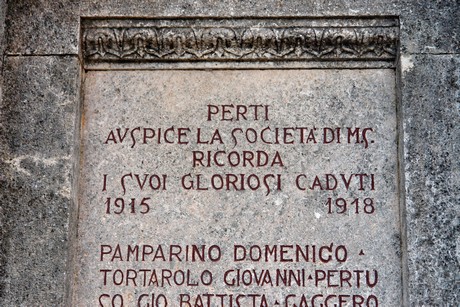 PERTI
AVSPICE LA SOCIETÀ DI M.S.
RICORDA
I SVOI GLORIOSI CADVTI
1915 1918
PAMPARINO DOMENICO ·
TORTAROLO GIOVANNI · PERTU
SO GIO BATTISTA · GAGGERO